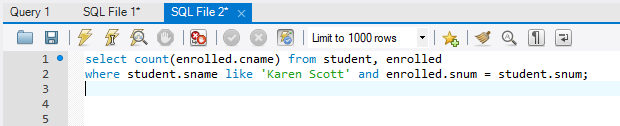 Query 1 SQL File 1* SQL File 2* ×
Limit to 1000 rows
1 select count(enrolled.cname) from student, enrolled
2 where student.sname like 'Karen Scott' and enrolled.snum = student.snum;
3
4
5